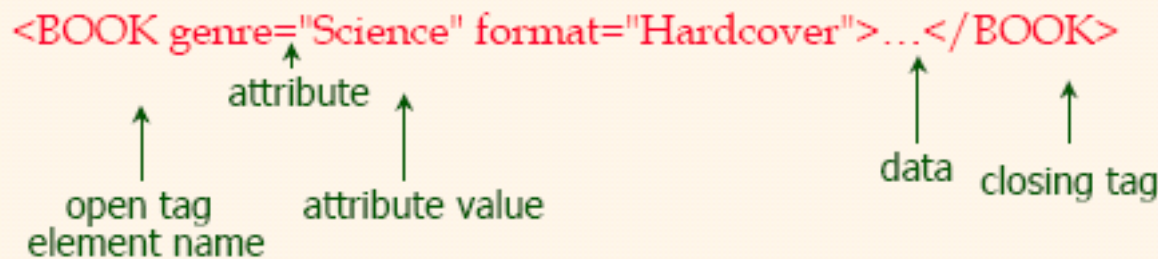 <BOOK genre="Science" format="Hardcover">...</BOOK>
attribute
data
closing tag
open tag
element name
attribute value